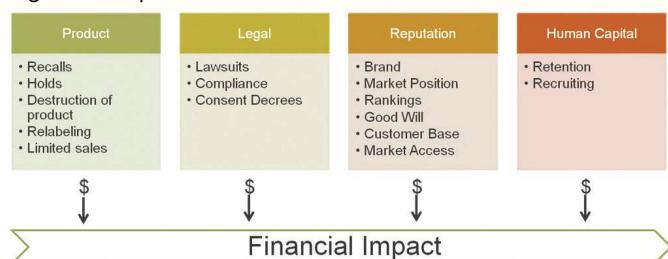 Product
• Recalls
• Holds
• Destruction of
product
• Relabeling
• Limited sales
Legal
• Lawsuits
• Compliance
• Consent Decrees
Reputation
• Brand
• Market Position
• Rankings
• Good Will
• Customer Base
• Market Access
Human Capital
• Retention
• Recruiting
$
$
$
$
Financial Impact